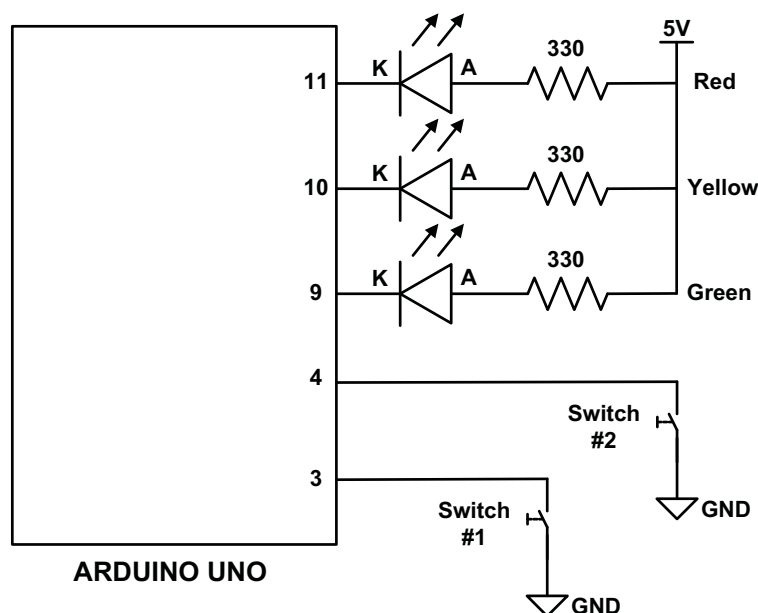 5V
330
11 K A Red
330
10 K A Yellow
330
9 K A Green
4
Switch
#2
3
GND
Switch
#1
ARDUINO UNO
GND